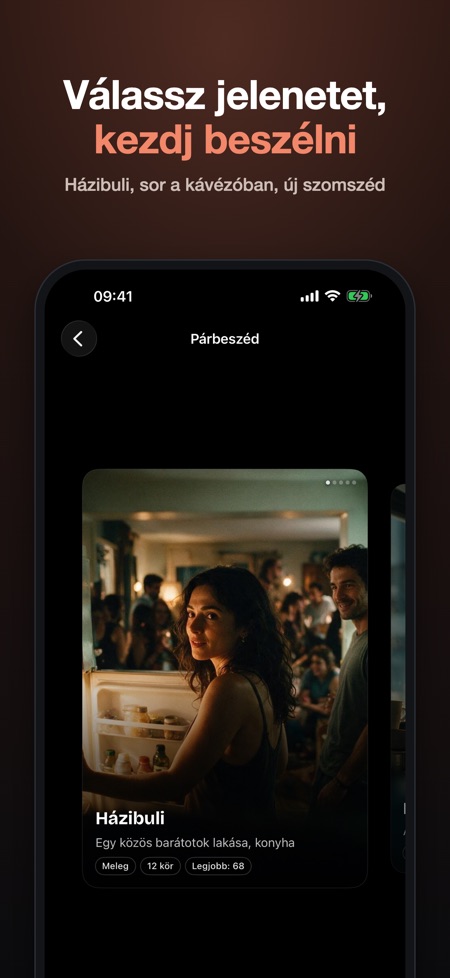 Válassz jelenetet,
kezdj beszélni
Házibuli, sor a kávézóban, új szomszéd
09:41
Párbeszéd
Házibuli
Egy közös barátotok lakása, konyha
Meleg
12 kör
Legjobb: 68